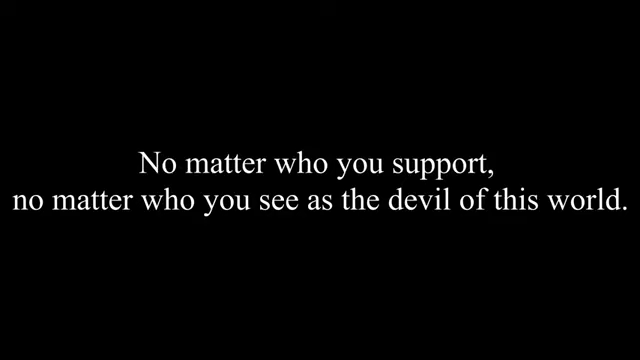 No matter who you support,
no matter who you see as the devil of this world.